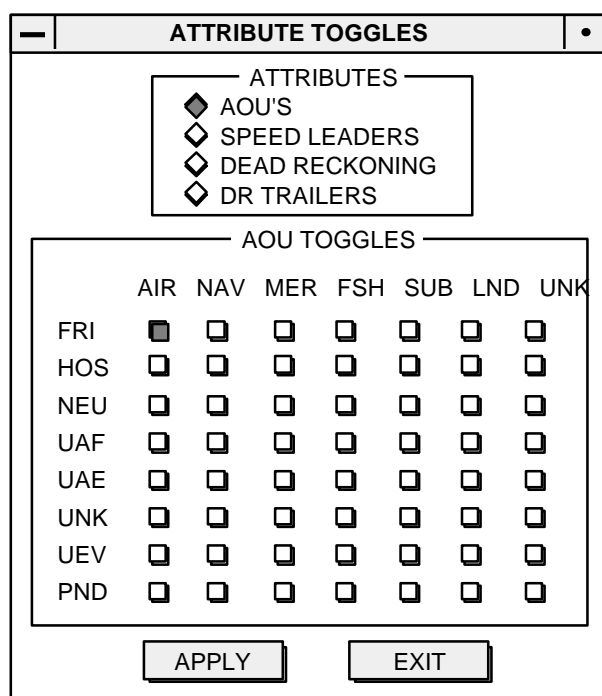 ATTRIBUTE TOGGLES
ATTRIBUTES
AOU'S
SPEED LEADERS
DEAD RECKONING
DR TRAILERS
AOU TOGGLES
AIR NAV MER FSH SUB LND UNK
FRI
HOS
NEU
UAF
UAE
UNK
UEV
PND
APPLY EXIT